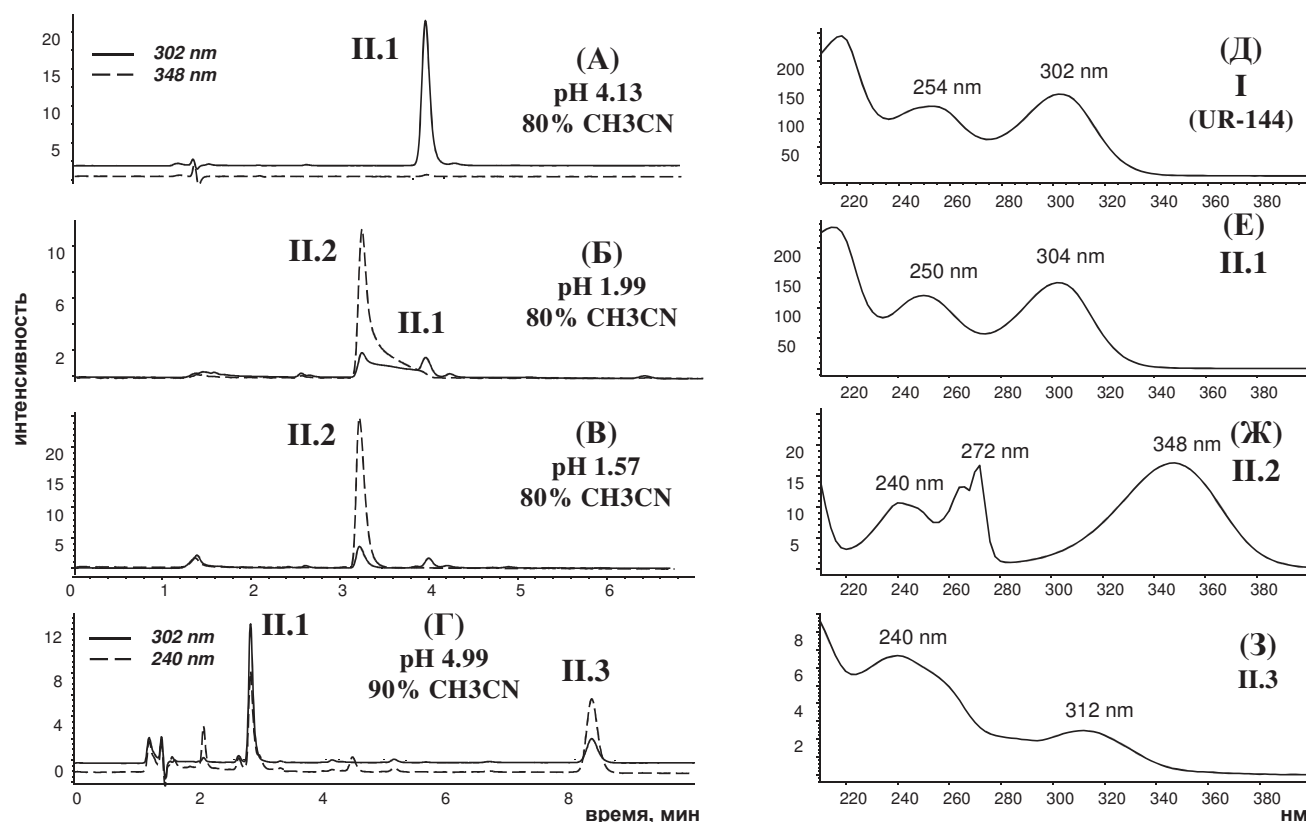 20
15
10
5
302 nm
348 nm
II.1
(А)
pH 4.13
80% CH3CN
10
6
2
II.2
II.1
(Б)
pH 1.99
80% CH3CN
интенсивность
20
15
10
5
II.2
(В)
pH 1.57
80% CH3CN
0 1 2 3 4 5 6
12
8
4
0
302 nm
240 nm
II.1
(Г)
pH 4.99
90% CH3CN
II.3
0 2 4 6 8
время, мин
200
150
100
50
254 nm
302 nm
(Д)
I
(UR-144)
220 240 260 280 300 320 340 360 380
200
150
100
50
250 nm
304 nm
(Е)
II.1
220 240 260 280 300 320 340 360 380
20
15
10
5
240 nm
272 nm
348 nm
(Ж)
II.2
220 240 260 280 300 320 340 360 380
8
6
4
2
240 nm
312 nm
(З)
II.3
220 240 260 280 300 320 340 360 380
нм